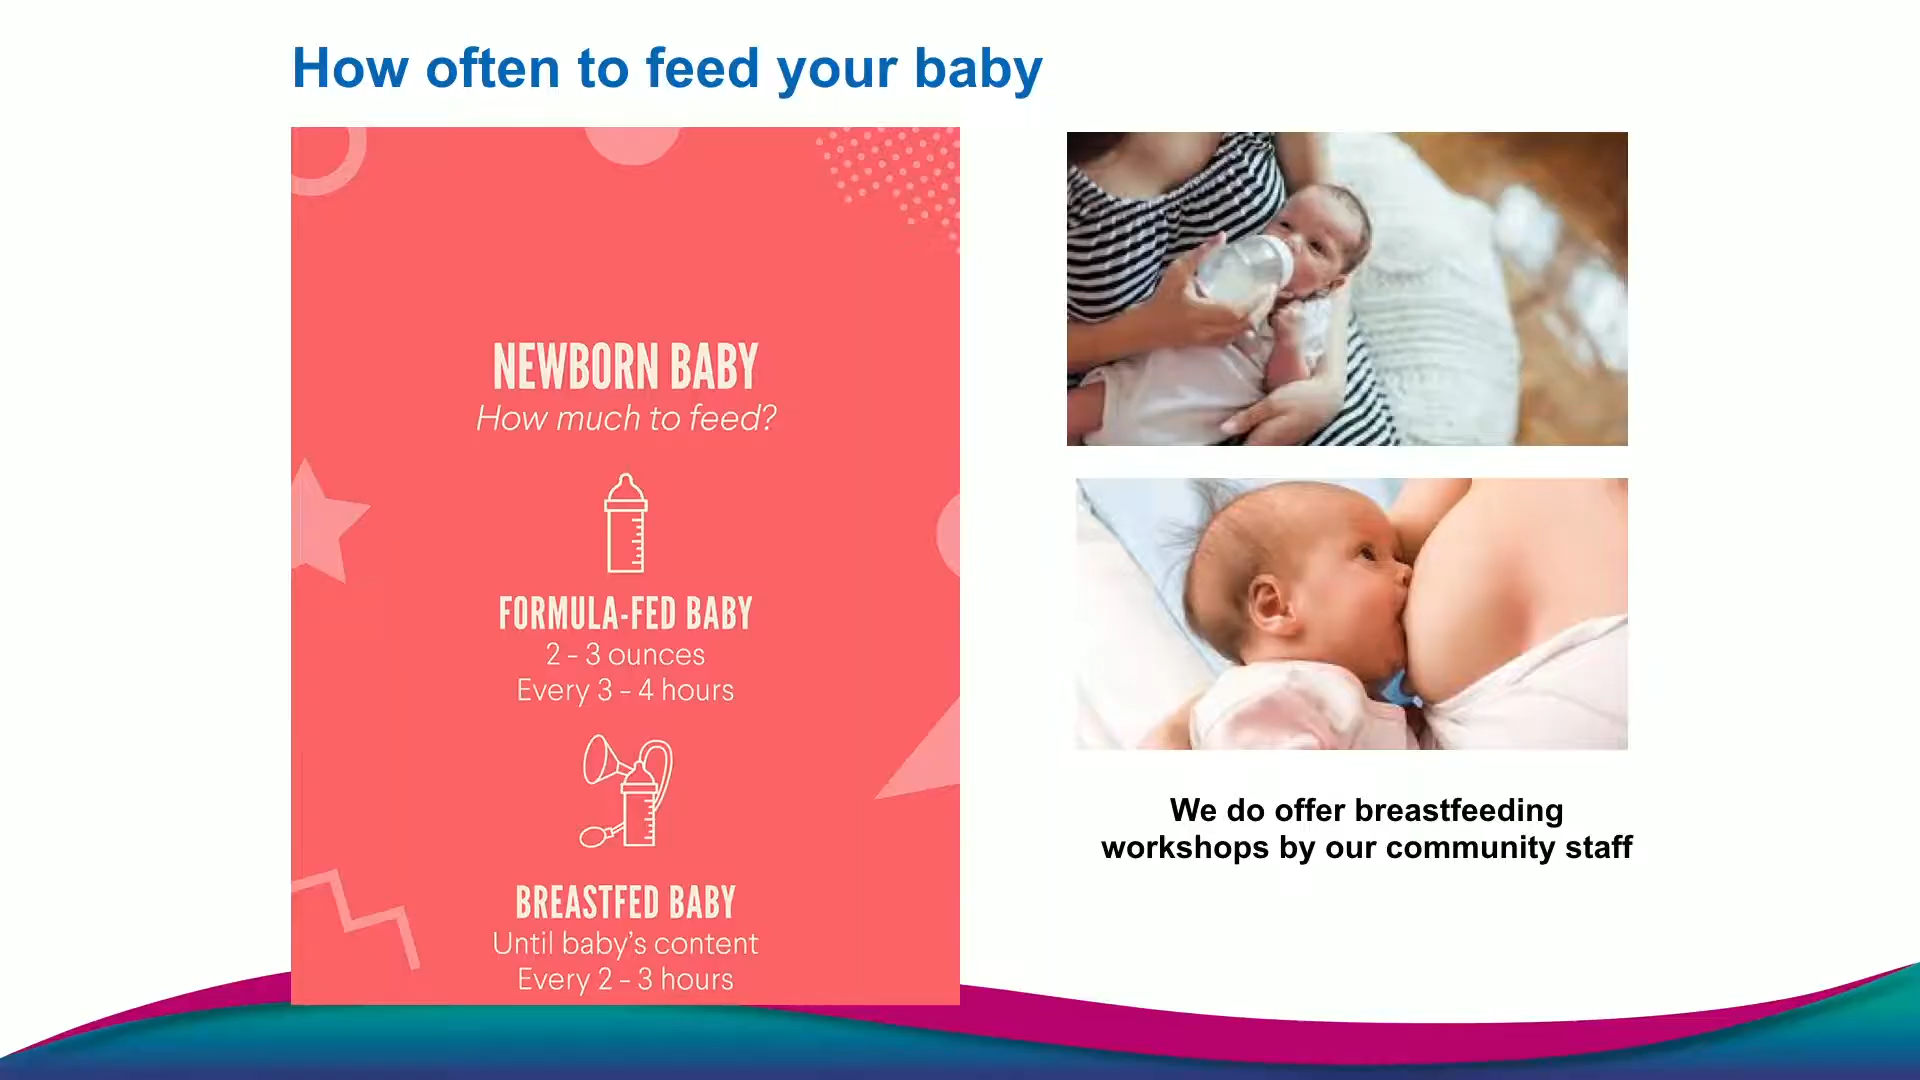 How often to feed your baby
NEWBORN BABY
How much to feed?
FORMULA-FED BABY
2 - 3 ounces
Every 3 - 4 hours
BREASTFED BABY
Until baby's content
Every 2 - 3 hours
We do offer breastfeeding
workshops by our community staff